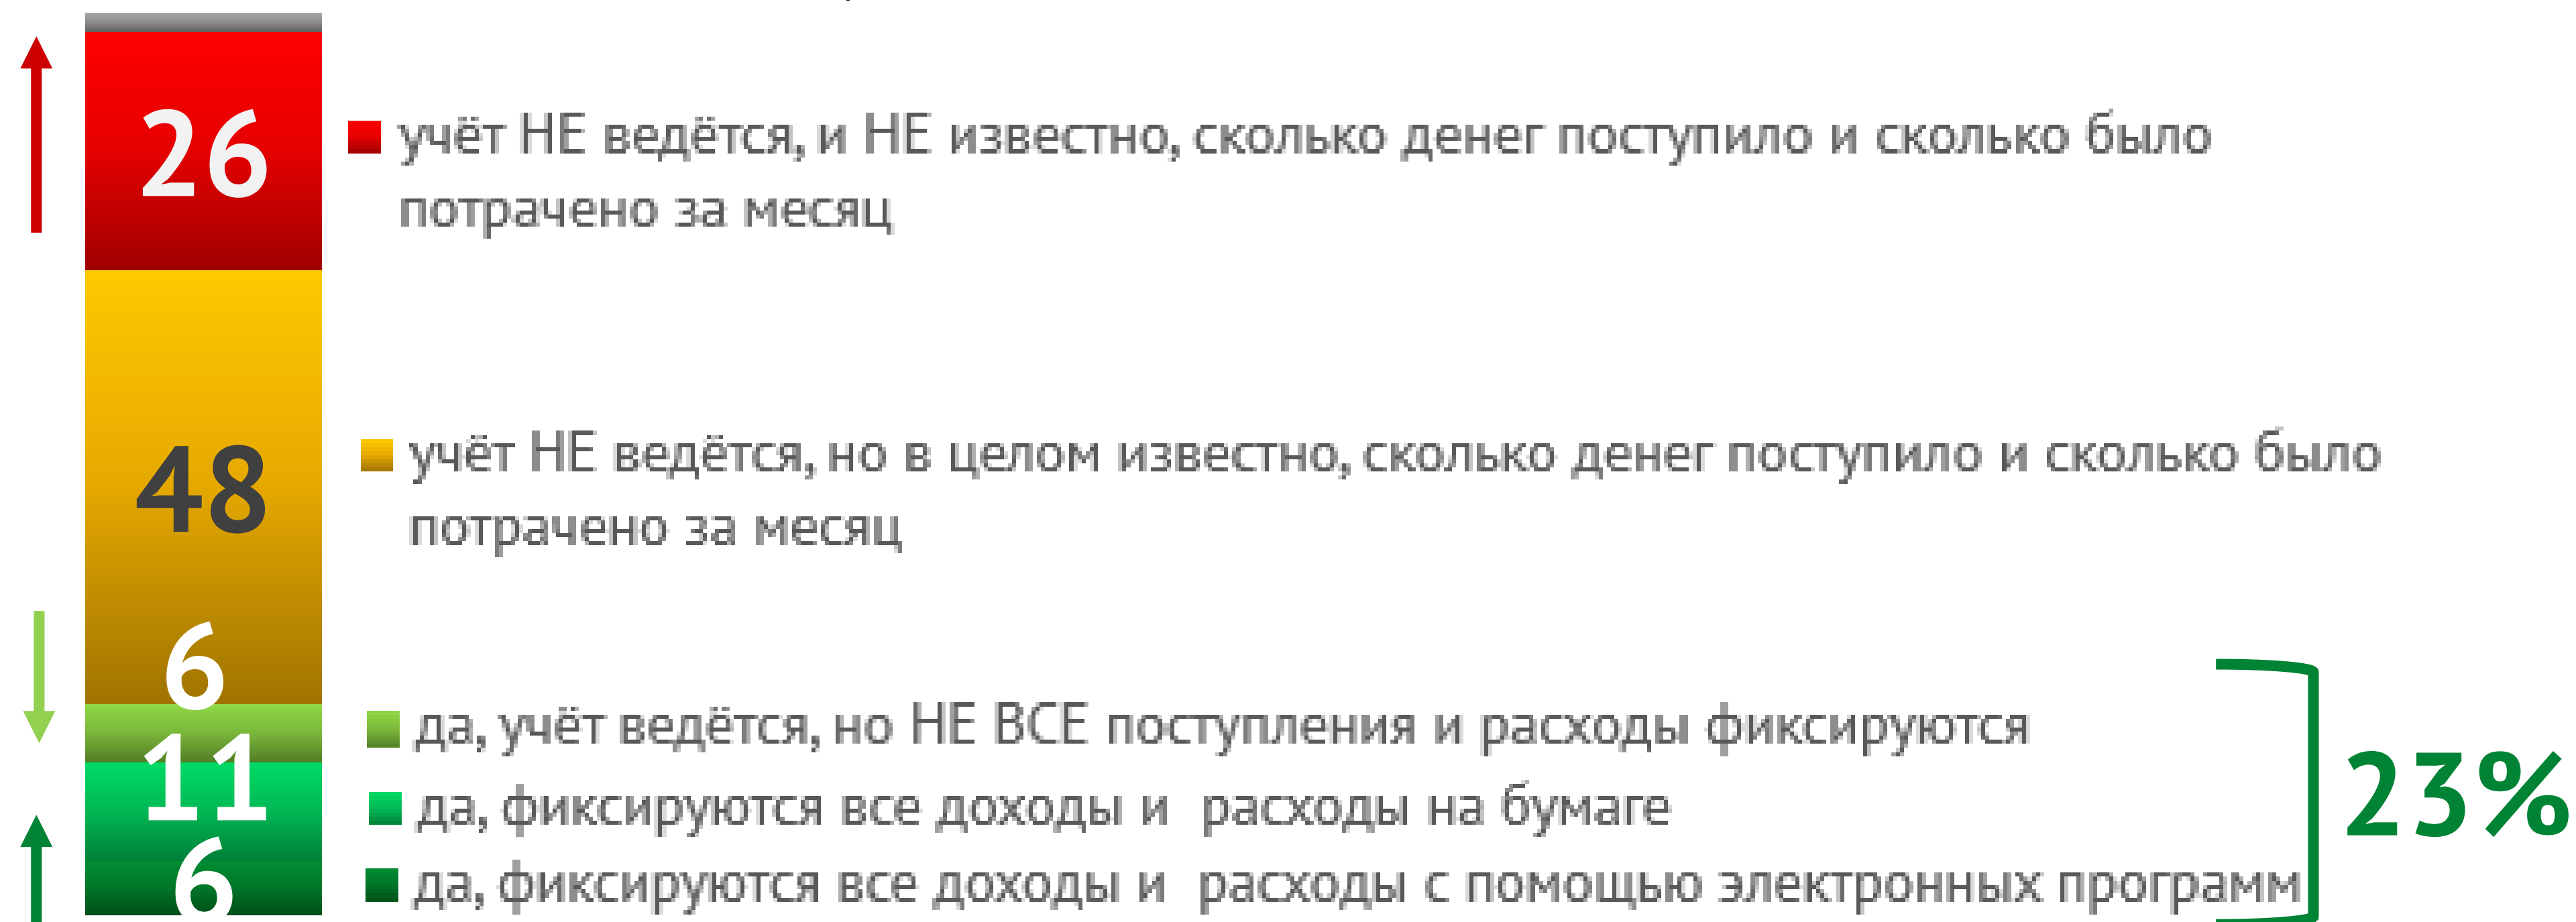 26
учёт НЕ ведётся, и НЕ известно, сколько денег поступило и сколько было
потрачено за месяц
48
учёт НЕ ведётся, но в целом известно, сколько денег поступило и сколько было
потрачено за месяц
6
да, учёт ведётся, но НЕ ВСЕ поступления и расходы фиксируются
11
да, фиксируются все доходы и расходы на бумаге
23%
6
да, фиксируются все доходы и расходы с помощью электронных программ